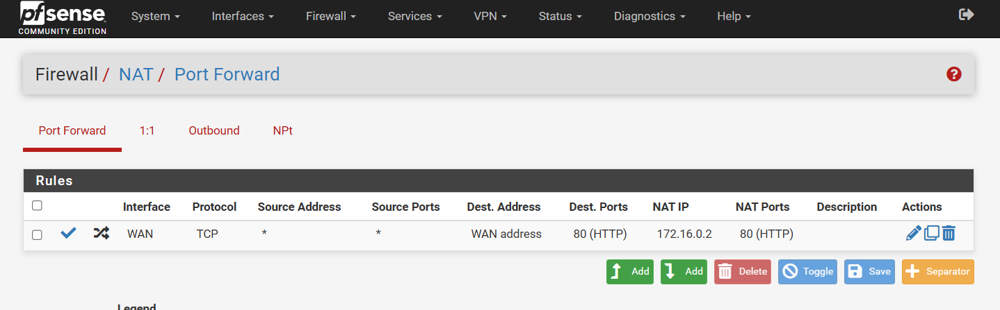 pfsense
System Interfaces Firewall Services VPN Status Diagnostics Help
COMMUNITY EDITION
Firewall / NAT / Port Forward
Port Forward 1:1 Outbound NPt
Rules
Interface Protocol Source Address Source Ports Dest. Address Dest. Ports NAT IP NAT Ports Description Actions
WAN TCP * * WAN address 80 (HTTP) 172.16.0.2 80 (HTTP)
Add Add Delete Toggle Save Separator
Legend